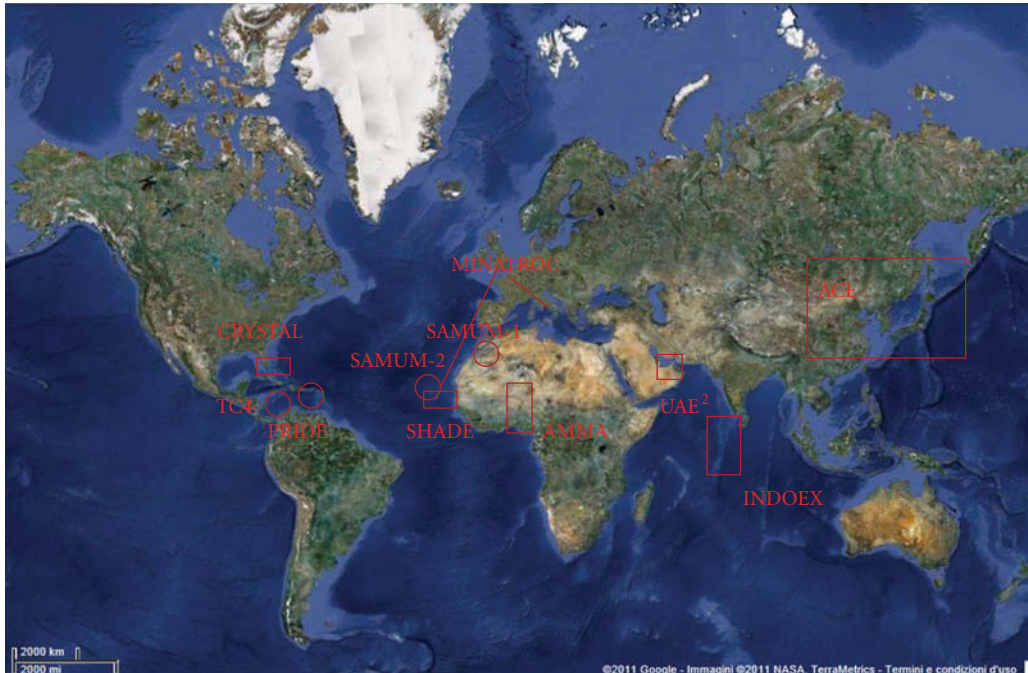 MINATROC
ACE
CRYSTAL
SAMUM-1
SAMUM-2
TC4
PRIDE
SHADE
AMMA
UAE²
INDOEX
2000 km
2000 mi
©2011 Google - Immagini ©2011 NASA, TerraMetrics - Termini e condizioni d'uso